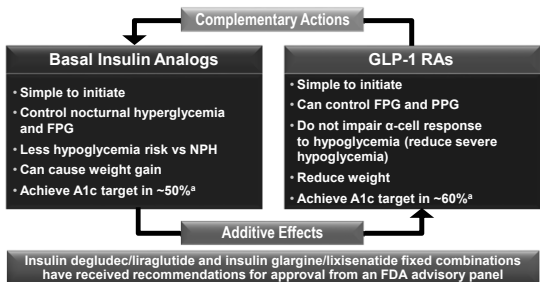 Complementary Actions
Basal Insulin Analogs
• Simple to initiate
• Control nocturnal hyperglycemia
and FPG
• Less hypoglycemia risk vs NPH
• Can cause weight gain
• Achieve A1c target in ~50%ᵃ
GLP-1 RAs
• Simple to initiate
• Can control FPG and PPG
• Do not impair α-cell response
to hypoglycemia (reduce severe
hypoglycemia)
• Reduce weight
• Achieve A1c target in ~60%ᵃ
Additive Effects
Insulin degludec/liraglutide and insulin glargine/lixisenatide fixed combinations
have received recommendations for approval from an FDA advisory panel